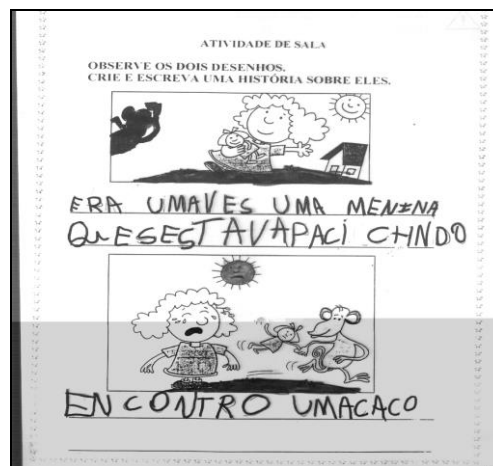 ATIVIDADE DE SALA
OBSERVE OS DOIS DESENHOS.
CRIE E ESCREVA UMA HISTÓRIA SOBRE ELES.
ERA UMAVES UMA MENINA
QUESESTAVAPACI CHNDO
ENCONTRO UMACACO